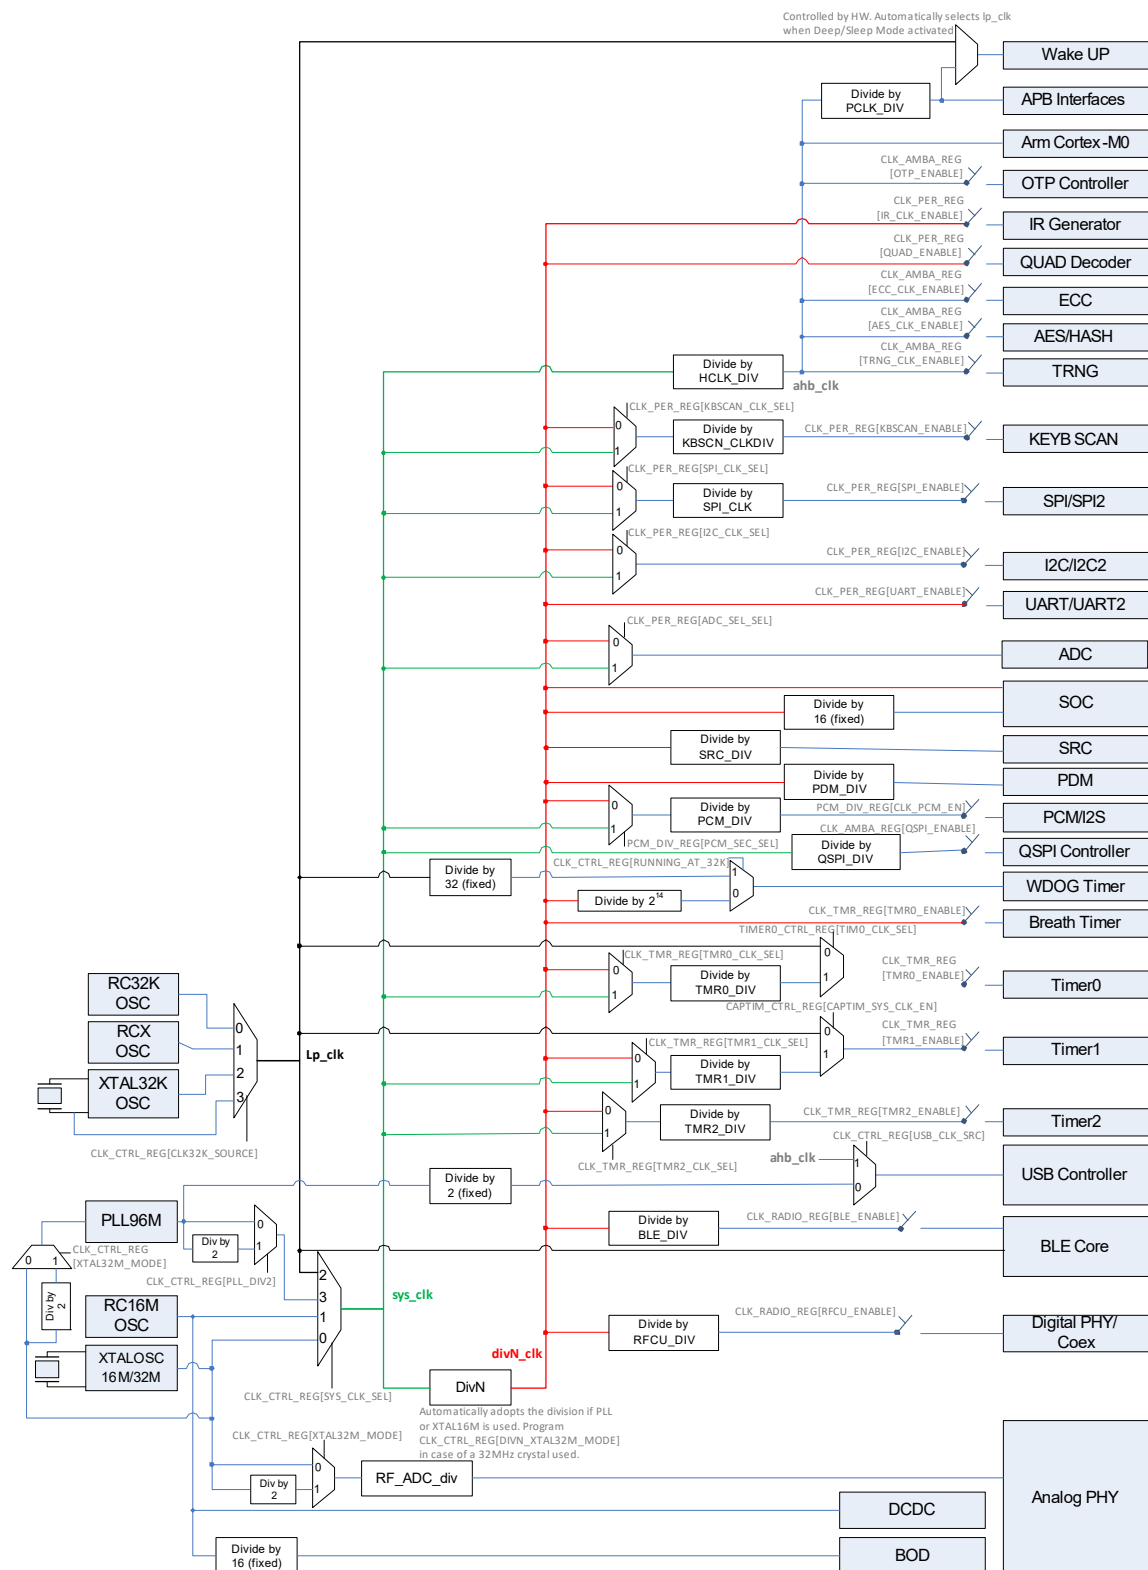 Controlled by HW. Automatically selects lp_clk
when Deep/Sleep Mode activated
Wake UP
Divide by
PCLK_DIV
APB Interfaces
Arm Cortex-M0
CLK_AMBA_REG
[OTP_ENABLE]
OTP Controller
CLK_PER_REG
[IR_CLK_ENABLE]
IR Generator
CLK_PER_REG
[QUAD_ENABLE]
QUAD Decoder
CLK_AMBA_REG
[ECC_CLK_ENABLE]
ECC
CLK_AMBA_REG
[AES_CLK_ENABLE]
AES/HASH
CLK_AMBA_REG
[TRNG_CLK_ENABLE]
TRNG
Divide by
HCLK_DIV
ahb_clk
CLK_PER_REG[KBSCAN_CLK_SEL]
0
1
Divide by
KBSCN_CLKDIV
CLK_PER_REG[KBSCAN_ENABLE]
KEYB SCAN
CLK_PER_REG[SPI_CLK_SEL]
0
1
Divide by
SPI_CLK
CLK_PER_REG[SPI_ENABLE]
SPI/SPI2
CLK_PER_REG[I2C_CLK_SEL]
0
1
CLK_PER_REG[I2C_ENABLE]
I2C/I2C2
CLK_PER_REG[UART_ENABLE]
UART/UART2
CLK_PER_REG[ADC_SEL_SEL]
0
1
ADC
SOC
Divide by
16 (fixed)
Divide by
SRC_DIV
SRC
Divide by
PDM_DIV
PDM
0
1
Divide by
PCM_DIV
PCM_DIV_REG[CLK_PCM_EN]
PCM/I2S
PCM_DIV_REG[PCM_SEC_SEL]
CLK_AMBA_REG[QSPI_ENABLE]
Divide by
QSPI_DIV
QSPI Controller
CLK_CTRL_REG[RUNNING_AT_32K]
Divide by
32 (fixed)
1
0
Divide by 2^14
WDOG Timer
CLK_TMR_REG[TMR0_ENABLE]
Breath Timer
TIMER0_CTRL_REG[TIM0_CLK_SEL]
0
1
CLK_TMR_REG[TMR0_CLK_SEL]
0
1
Divide by
TMR0_DIV
CLK_TMR_REG
[TMR0_ENABLE]
Timer0
CAPTIM_CTRL_REG[CAPTIM_SYS_CLK_EN]
0
1
CLK_TMR_REG[TMR1_CLK_SEL]
0
1
Divide by
TMR1_DIV
CLK_TMR_REG
[TMR1_ENABLE]
Timer1
RC32K
OSC
RCX
OSC
XTAL32K
OSC
0
1
2
3
Lp_clk
CLK_CTRL_REG[CLK32K_SOURCE]
0
1
Divide by
TMR2_DIV
CLK_TMR_REG[TMR2_ENABLE]
Timer2
CLK_TMR_REG[TMR2_CLK_SEL]
CLK_CTRL_REG[USB_CLK_SRC]
ahb_clk
1
0
USB Controller
Divide by
2 (fixed)
PLL96M
0
1
Div by
2
CLK_CTRL_REG[PLL_DIV2]
0 1
CLK_CTRL_REG
[XTAL32M_MODE]
Div by
2
Divide by
BLE_DIV
CLK_RADIO_REG[BLE_ENABLE]
BLE Core
RC16M
OSC
XTALOSC
16M/32M
2
3
1
0
sys_clk
CLK_CTRL_REG[SYS_CLK_SEL]
divN_clk
Divide by
RFCU_DIV
CLK_RADIO_REG[RFCU_ENABLE]
Digital PHY/
Coex
DivN
Automatically adopts the division if PLL
or XTAL16M is used. Program
CLK_CTRL_REG[DIVN_XTAL32M_MODE]
in case of a 32MHz crystal used.
CLK_CTRL_REG[XTAL32M_MODE]
0
1
Div by
2
RF_ADC_div
Analog PHY
DCDC
Divide by
16 (fixed)
BOD